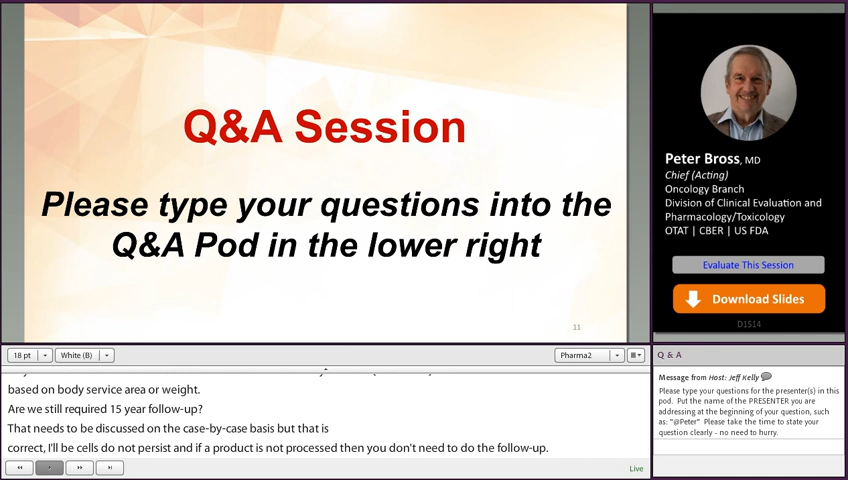 Q&A Session
Please type your questions into the
Q&A Pod in the lower right
11
Peter Bross, MD
Chief (Acting)
Oncology Branch
Division of Clinical Evaluation and
Pharmacology/Toxicology
OTAT | CBER | US FDA
Evaluate This Session
Download Slides
D1S14
18 pt
White (B)
Pharma2
based on body service area or weight.
Are we still required 15 year follow-up?
That needs to be discussed on the case-by-case basis but that is
correct, I'll be cells do not persist and if a product is not processed then you don't need to do the follow-up.
Live
Q & A
Message from Host: Jeff Kelly
Please type your questions for the presenter(s) in this
pod. Put the name of the PRESENTER you are
addressing at the beginning of your question, such
as: "@Peter" Please take the time to state your
question clearly - no need to hurry.